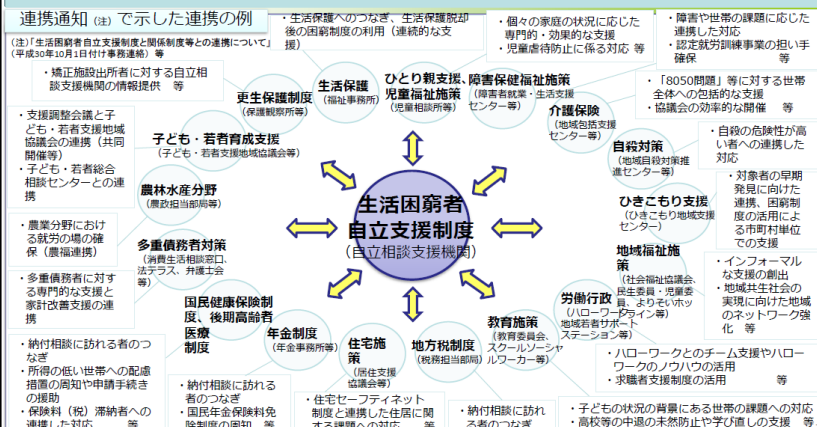 連携通知（注）で示した連携の例
（注）「生活困窮者自立支援制度と関係制度等との連携について」
（平成30年10月1日付け事務連絡）等
・生活保護へのつなぎ、生活保護脱却
後の困窮制度の利用（連続的な支
援）
・個々の家庭の状況に応じた
専門的・効果的な支援
・児童虐待防止に係る対応 等
・障害や世帯の課題に応じた
連携した対応
・認定就労訓練事業の担い手
確保 等
・矯正施設出所者に対する自立相
談支援機関の情報提供 等
更生保護制度
（保護観察所等）
生活保護
（福祉事務所）
ひとり親支援、
児童福祉施策
（児童相談所等）
障害保健福祉施策
（障害者就業・生活支援
センター等）
・「8050問題」等に対する世帯
全体への包括的な支援
・協議会の効率的な開催 等
介護保険
（地域包括支援
センター等）
・支援調整会議と子
ども・若者支援地域
協議会の連携（共同
開催等）
・子ども・若者総合
相談センターとの連
携
子ども・若者育成支援
（子ども・若者支援地域協議会等）
自殺対策
（地域自殺対策推
進センター等）
・自殺の危険性が高
い者への連携した
対応
農林水産分野
（農政担当部局等）
・農業分野におけ
る就労の場の確
保（農福連携）
生活困窮者
自立支援制度
（自立相談支援機関）
ひきこもり支援
（ひきこもり地域支援
センター等）
・対象者の早期
発見に向けた
連携、困窮制
度の活用によ
る市町村単位
での支援
多重債務者対策
（消費生活相談窓口、
法テラス、弁護士会
等）
・多重債務者に対す
る専門的な支援と
家計改善支援の連
携
地域福祉施
策
（社会福祉協議会、
民生委員・児童委
員、よりそいホッ
トライン等）
・インフォーマル
な支援の創出
・地域共生社会の
実現に向けた地域
のネットワーク強
化 等
国民健康保険制
度、後期高齢者
医療
制度
・納付相談に訪れる者のつ
なぎ
・所得の低い世帯への配慮
措置の周知や申請手続き
の援助
・保険料（税）滞納者への
連携した対応 等
年金制度
（年金事務所等）
・納付相談に訪れる
者のつなぎ
・国民年金保険料免
除制度の周知 等
住宅施
策
（居住支援
協議会等）
・住宅セーフティネット
制度と連携した住居に関
する課題への対応 等
地方税制度
（税務担当部局）
・納付相談に訪れ
る者のつなぎ
教育施策
（教育委員会、
スクールソーシャ
ルワーカー等）
労働行政
（ハローワーク、
地域若者サポート
ステーション等）
・ハローワークとのチーム支援やハロー
ワークのノウハウの活用
・求職者支援制度の活用 等
・子どもの状況の背景にある世帯の課題への対応
・高校等の中退の未然防止や学び直しの支援 等